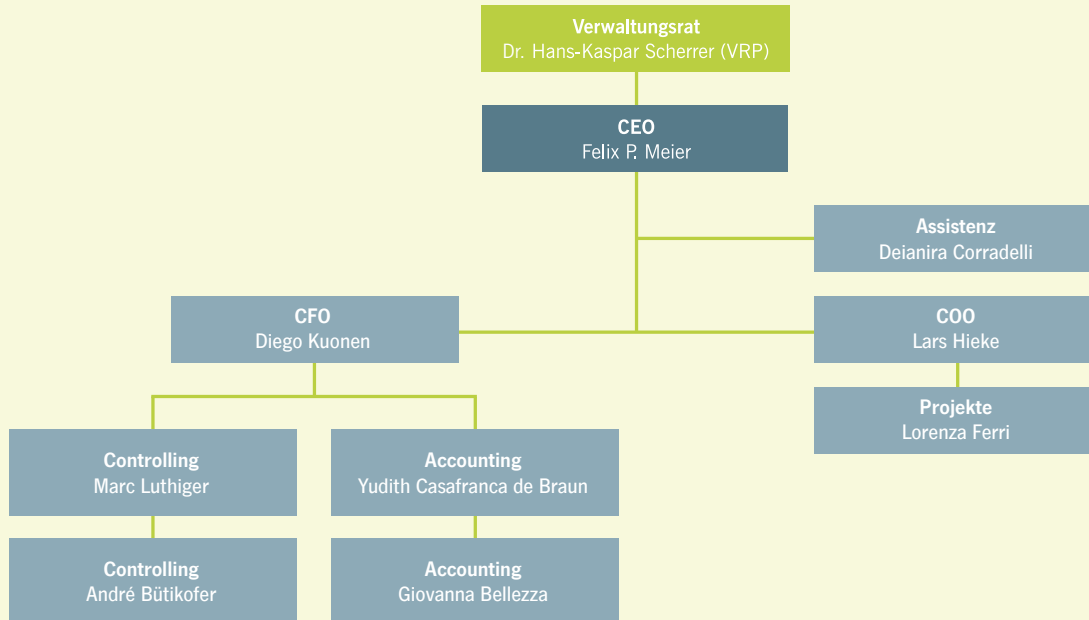 Verwaltungsrat
Dr. Hans-Kaspar Scherrer (VRP)
CEO
Felix P. Meier
Assistenz
Deianira Corradelli
CFO
Diego Kuonen
COO
Lars Hieke
Projekte
Lorenza Ferri
Controlling
Marc Luthiger
Accounting
Yudith Casafranca de Braun
Controlling
André Bütikofer
Accounting
Giovanna Bellezza